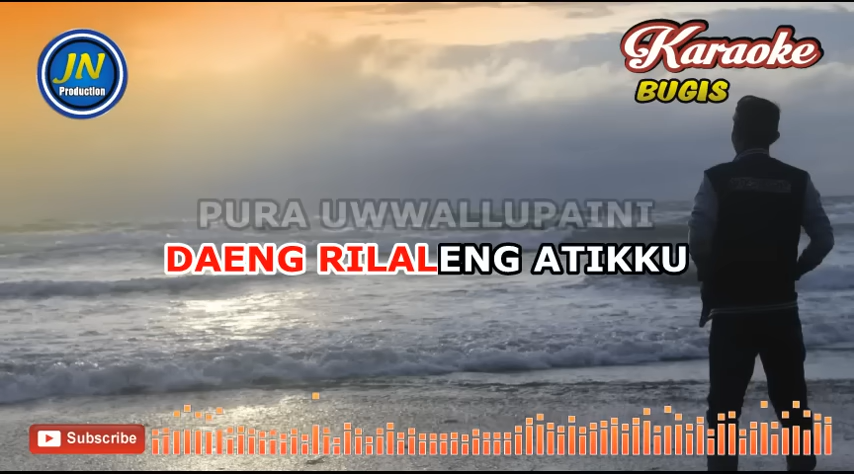 JN
Production
Karaoke
BUGIS
PURA UWWALLUPAINI
DAENG RILALENG ATIKKU
Subscribe